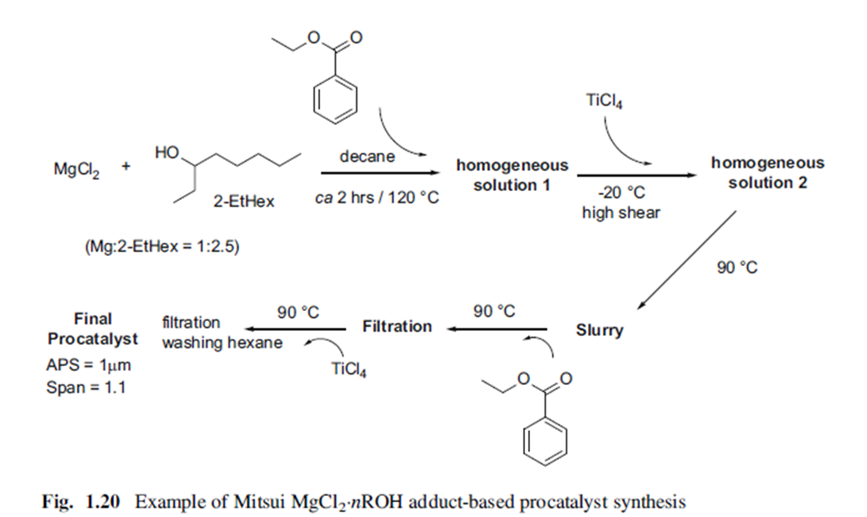 O
O
TiCl4
MgCl2
+
HO
2-EtHex
decane
ca 2 hrs / 120 °C
homogeneous
solution 1
-20 °C
high shear
homogeneous
solution 2
(Mg:2-EtHex = 1:2.5)
90 °C
Final
Procatalyst
APS = 1μm
Span = 1.1
filtration
washing hexane
90 °C
TiCl4
Filtration
90 °C
Slurry
O
O
Fig. 1.20 Example of Mitsui MgCl2·nROH adduct-based procatalyst synthesis